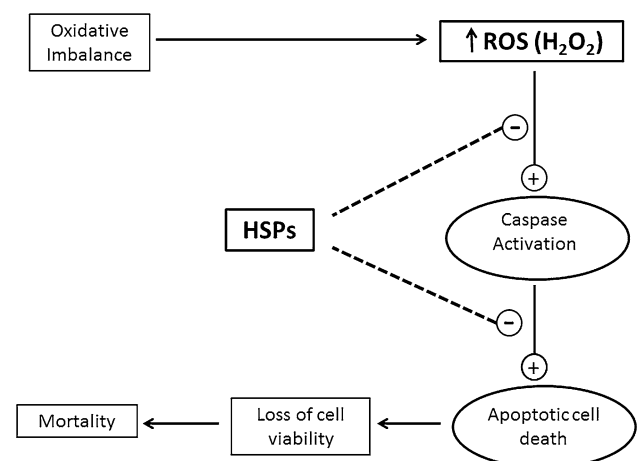 Oxidative
Imbalance
↑ ROS (H₂O₂)
−
+
HSPs
Caspase
Activation
−
+
Mortality
Loss of cell
viability
Apoptotic cell
death